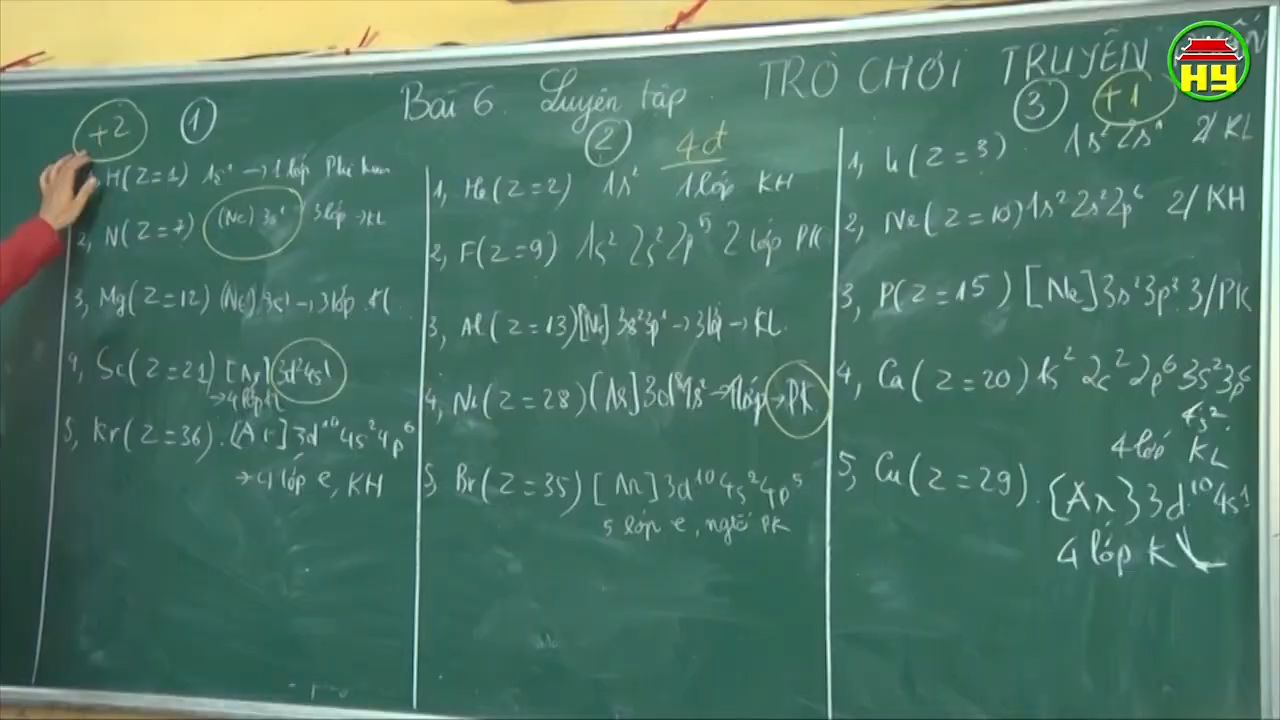 Bài 6 Luyện tập
TRÒ CHƠI TRUYỀN
HY
+2
1
H(Z=1) 1s¹ → 1 lớp Phi kim
2, N(Z=7) (Ne) 3s¹ 3 lớp → KL
3, Mg(Z=12) (Ne) 3s¹ → 3 lớp KL
4, Sc(Z=21) [Ar] 3d²4s¹
→ 4 lớp KL
5, Kr(Z=36). [Ar] 3d¹⁰4s²4p⁶
→ 4 lớp e, KH
2
4đ
1, He(Z=2) 1s² 1 lớp KH
2, F(Z=9) 1s² 2s² 2p⁵ 2 lớp PK
3, Al(Z=13) [Ne] 3s²3p¹ → 3 lớp → KL
4, Ni(Z=28) [Ar] 3d⁸4s² → 4 lớp → PK
5, Br(Z=35) [Ar] 3d¹⁰4s²4p⁵
5 lớp e, ngtố PK
3
+1
1, Li(Z=3) 1s² 2s¹ 2/ KL
2, Ne(Z=10) 1s² 2s² 2p⁶ 2/ KH
3, P(Z=15) [Ne] 3s²3p³ 3/PK
4, Ca(Z=20) 1s² 2s² 2p⁶ 3s² 3p⁶
4s².
4 lớp KL
5, Cu(Z=29). [Ar] 3d¹⁰4s¹
4 lớp KL